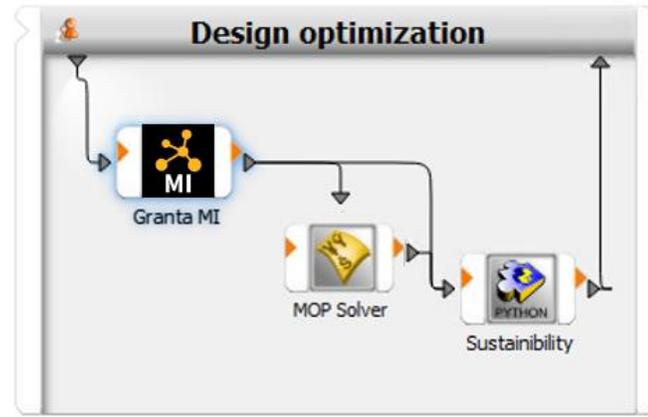 Design optimization
MI
Granta MI
MOP Solver
PYTHON
Sustainibility